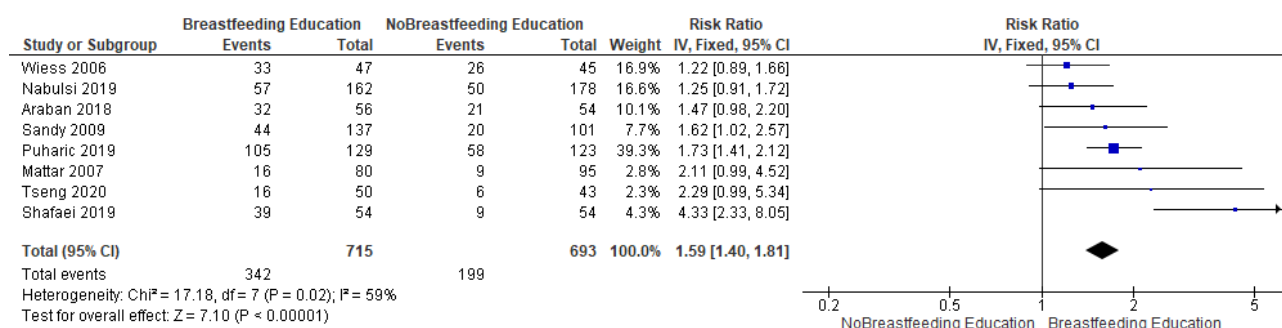 Breastfeeding Education NoBreastfeeding Education Risk Ratio Risk Ratio
Study or Subgroup Events Total Events Total Weight IV, Fixed, 95% CI IV, Fixed, 95% CI
Wiess 2006 33 47 26 45 16.9% 1.22 [0.89, 1.66]
Nabulsi 2019 57 162 50 178 16.6% 1.25 [0.91, 1.72]
Araban 2018 32 56 21 54 10.1% 1.47 [0.98, 2.20]
Sandy 2009 44 137 20 101 7.7% 1.62 [1.02, 2.57]
Puharic 2019 105 129 58 123 39.3% 1.73 [1.41, 2.12]
Mattar 2007 16 80 9 95 2.8% 2.11 [0.99, 4.52]
Tseng 2020 16 50 6 43 2.3% 2.29 [0.99, 5.34]
Shafaei 2019 39 54 9 54 4.3% 4.33 [2.33, 8.05]
Total (95% CI) 715 693 100.0% 1.59 [1.40, 1.81]
Total events 342 199
Heterogeneity: Chi² = 17.18, df = 7 (P = 0.02); I² = 59%
Test for overall effect: Z = 7.10 (P < 0.00001)
0.2 0.5 1 2 5
NoBreastfeeding Education Breastfeeding Education